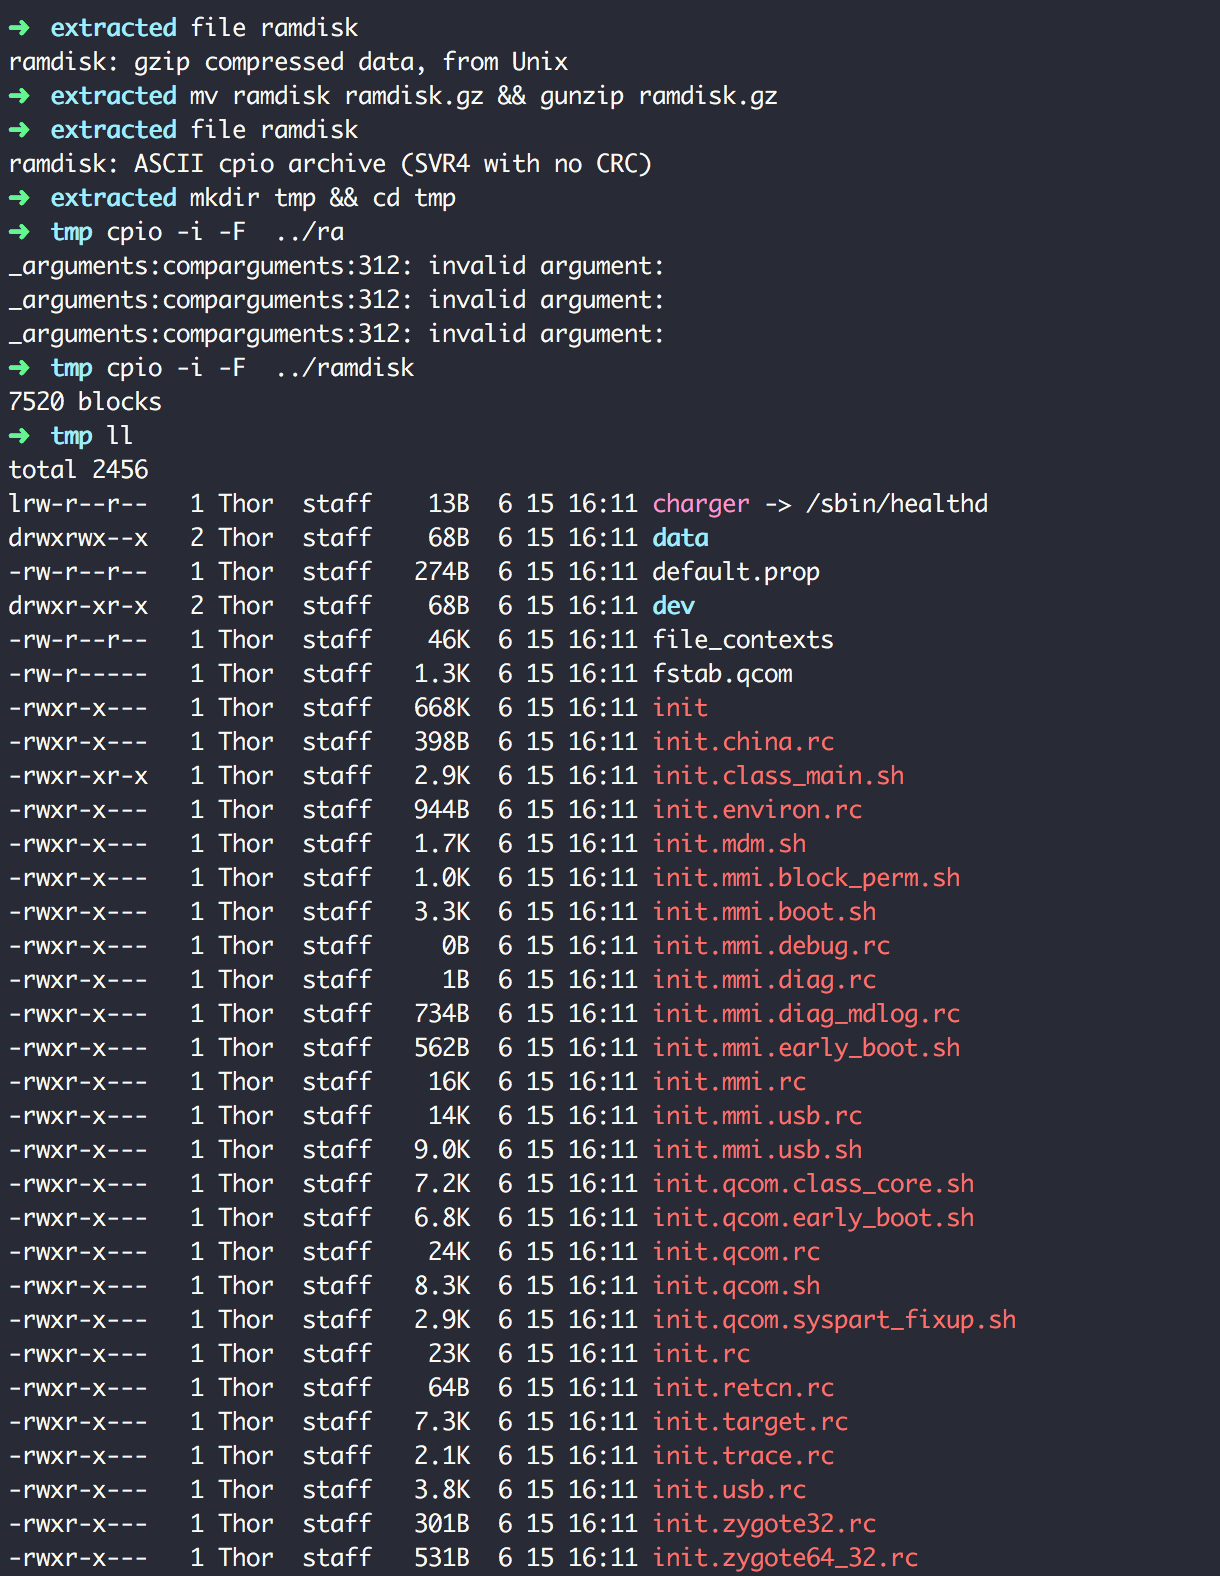 ➜ extracted file ramdisk
ramdisk: gzip compressed data, from Unix
➜ extracted mv ramdisk ramdisk.gz && gunzip ramdisk.gz
➜ extracted file ramdisk
ramdisk: ASCII cpio archive (SVR4 with no CRC)
➜ extracted mkdir tmp && cd tmp
➜ tmp cpio -i -F  ../ra
_arguments:comparguments:312: invalid argument:
_arguments:comparguments:312: invalid argument:
_arguments:comparguments:312: invalid argument:
➜ tmp cpio -i -F  ../ramdisk
7520 blocks
➜ tmp ll
total 2456
lrw-r--r-- 1 Thor staff 13B 6 15 16:11 charger -> /sbin/healthd
drwxrwx--x 2 Thor staff 68B 6 15 16:11 data
-rw-r--r-- 1 Thor staff 274B 6 15 16:11 default.prop
drwxr-xr-x 2 Thor staff 68B 6 15 16:11 dev
-rw-r--r-- 1 Thor staff 46K 6 15 16:11 file_contexts
-rw-r----- 1 Thor staff 1.3K 6 15 16:11 fstab.qcom
-rwxr-x--- 1 Thor staff 668K 6 15 16:11 init
-rwxr-x--- 1 Thor staff 398B 6 15 16:11 init.china.rc
-rwxr-xr-x 1 Thor staff 2.9K 6 15 16:11 init.class_main.sh
-rwxr-x--- 1 Thor staff 944B 6 15 16:11 init.environ.rc
-rwxr-x--- 1 Thor staff 1.7K 6 15 16:11 init.mdm.sh
-rwxr-x--- 1 Thor staff 1.0K 6 15 16:11 init.mmi.block_perm.sh
-rwxr-x--- 1 Thor staff 3.3K 6 15 16:11 init.mmi.boot.sh
-rwxr-x--- 1 Thor staff 0B 6 15 16:11 init.mmi.debug.rc
-rwxr-x--- 1 Thor staff 1B 6 15 16:11 init.mmi.diag.rc
-rwxr-x--- 1 Thor staff 734B 6 15 16:11 init.mmi.diag_mdlog.rc
-rwxr-x--- 1 Thor staff 562B 6 15 16:11 init.mmi.early_boot.sh
-rwxr-x--- 1 Thor staff 16K 6 15 16:11 init.mmi.rc
-rwxr-x--- 1 Thor staff 14K 6 15 16:11 init.mmi.usb.rc
-rwxr-x--- 1 Thor staff 9.0K 6 15 16:11 init.mmi.usb.sh
-rwxr-x--- 1 Thor staff 7.2K 6 15 16:11 init.qcom.class_core.sh
-rwxr-x--- 1 Thor staff 6.8K 6 15 16:11 init.qcom.early_boot.sh
-rwxr-x--- 1 Thor staff 24K 6 15 16:11 init.qcom.rc
-rwxr-x--- 1 Thor staff 8.3K 6 15 16:11 init.qcom.sh
-rwxr-x--- 1 Thor staff 2.9K 6 15 16:11 init.qcom.syspart_fixup.sh
-rwxr-x--- 1 Thor staff 23K 6 15 16:11 init.rc
-rwxr-x--- 1 Thor staff 64B 6 15 16:11 init.retcn.rc
-rwxr-x--- 1 Thor staff 7.3K 6 15 16:11 init.target.rc
-rwxr-x--- 1 Thor staff 2.1K 6 15 16:11 init.trace.rc
-rwxr-x--- 1 Thor staff 3.8K 6 15 16:11 init.usb.rc
-rwxr-x--- 1 Thor staff 301B 6 15 16:11 init.zygote32.rc
-rwxr-x--- 1 Thor staff 531B 6 15 16:11 init.zygote64_32.rc